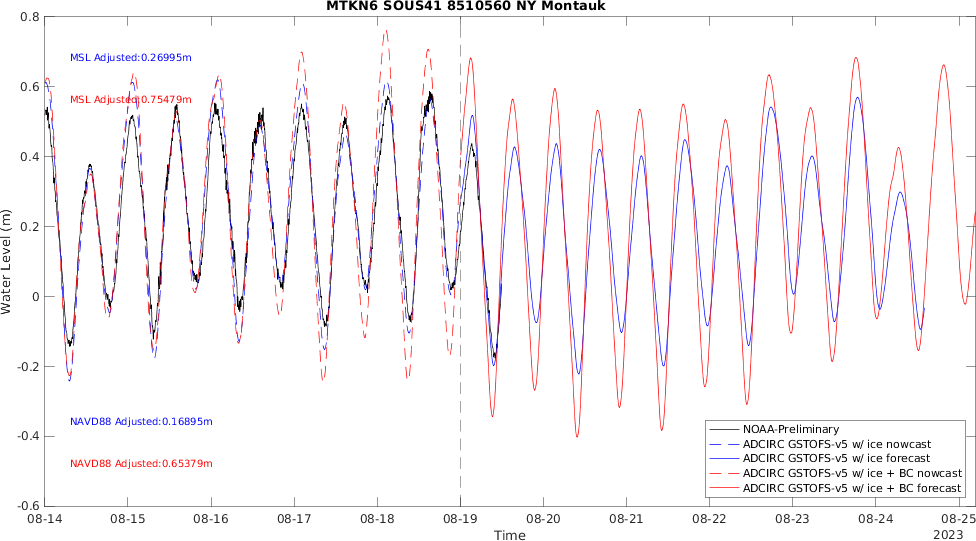 MTKN6 SOUS41 8510560 NY Montauk
0.8
0.6
0.4
0.2
0
-0.2
-0.4
-0.6
Water Level (m)
MSL Adjusted:0.26995m
MSL Adjusted:0.75479m
NAVD88 Adjusted:0.16895m
NAVD88 Adjusted:0.65379m
NOAA-Preliminary
ADCIRC GSTOFS-v5 w/ ice nowcast
ADCIRC GSTOFS-v5 w/ ice forecast
ADCIRC GSTOFS-v5 w/ ice + BC nowcast
ADCIRC GSTOFS-v5 w/ ice + BC forecast
08-14 08-15 08-16 08-17 08-18 08-19 08-20 08-21 08-22 08-23 08-24 08-25
Time
2023